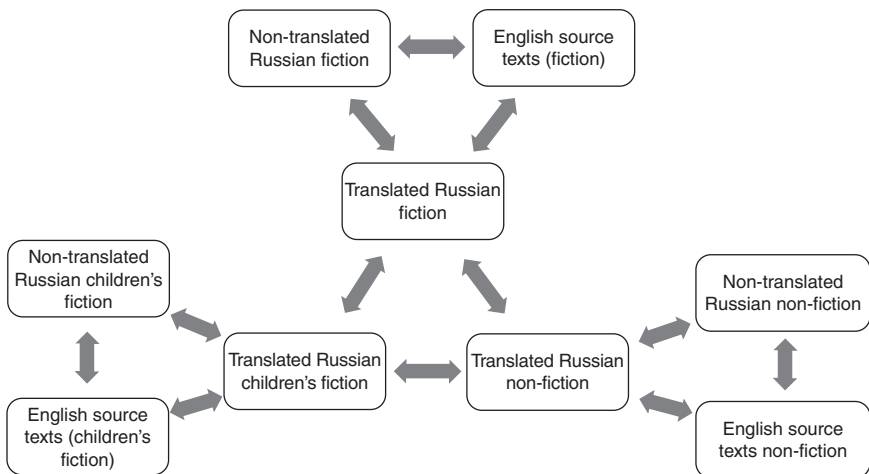 Non-translated
Russian fiction
English source
texts (fiction)
Translated Russian
fiction
Non-translated
Russian children's
fiction
Non-translated
Russian non-fiction
Translated Russian
children's fiction
Translated Russian
non-fiction
English source
texts (children's
fiction)
English source
texts non-fiction